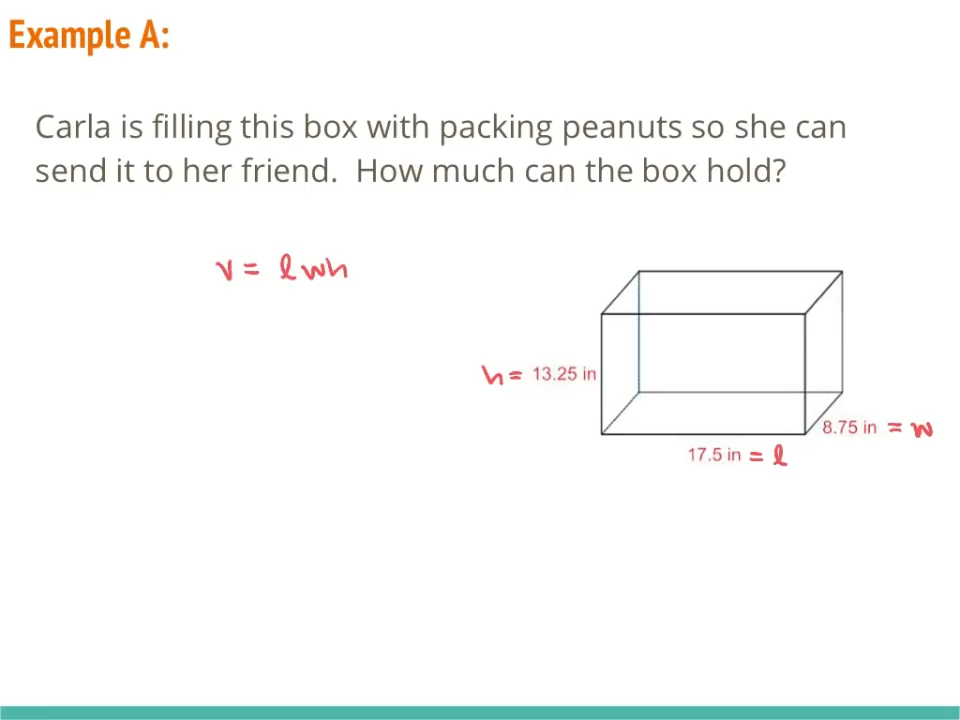 Example A:
Carla is filling this box with packing peanuts so she can
send it to her friend. How much can the box hold?
v = lwh
h = 13.25 in
8.75 in = w
17.5 in = l